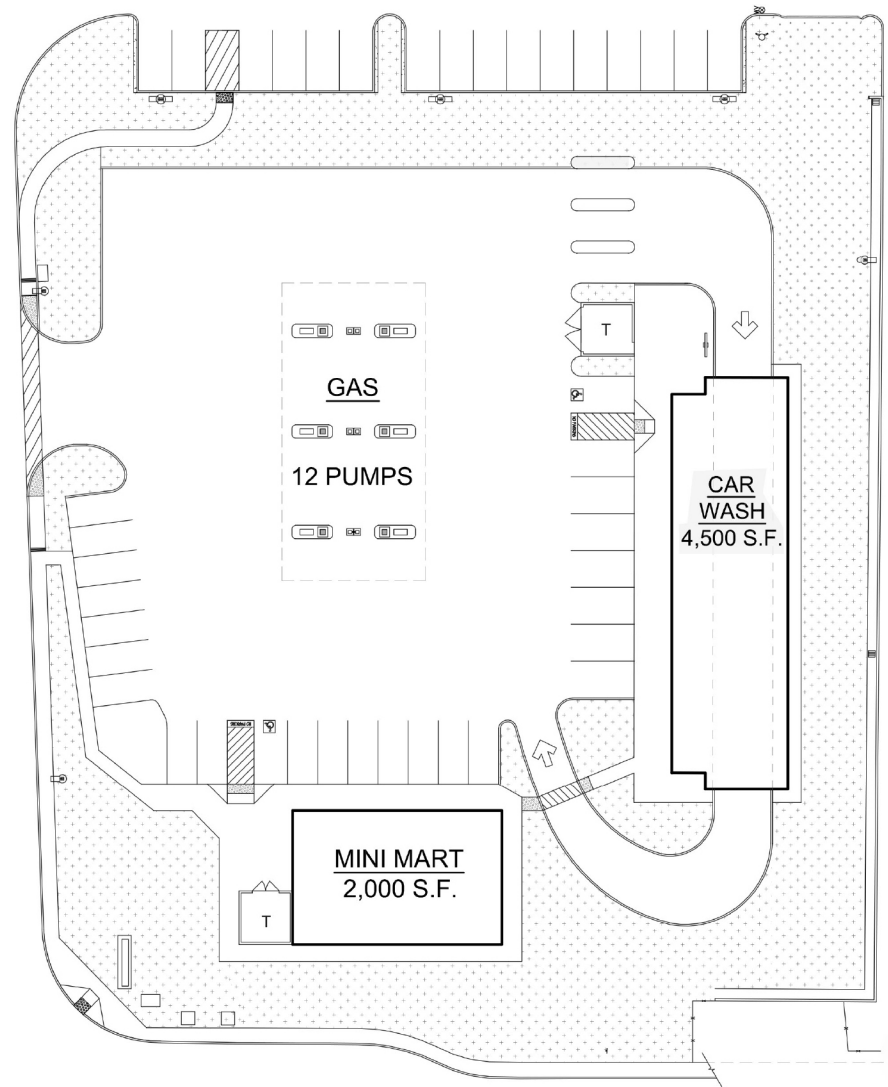 T
GAS
12 PUMPS
CAR
WASH
4,500 S.F.
MINI MART
2,000 S.F.
T